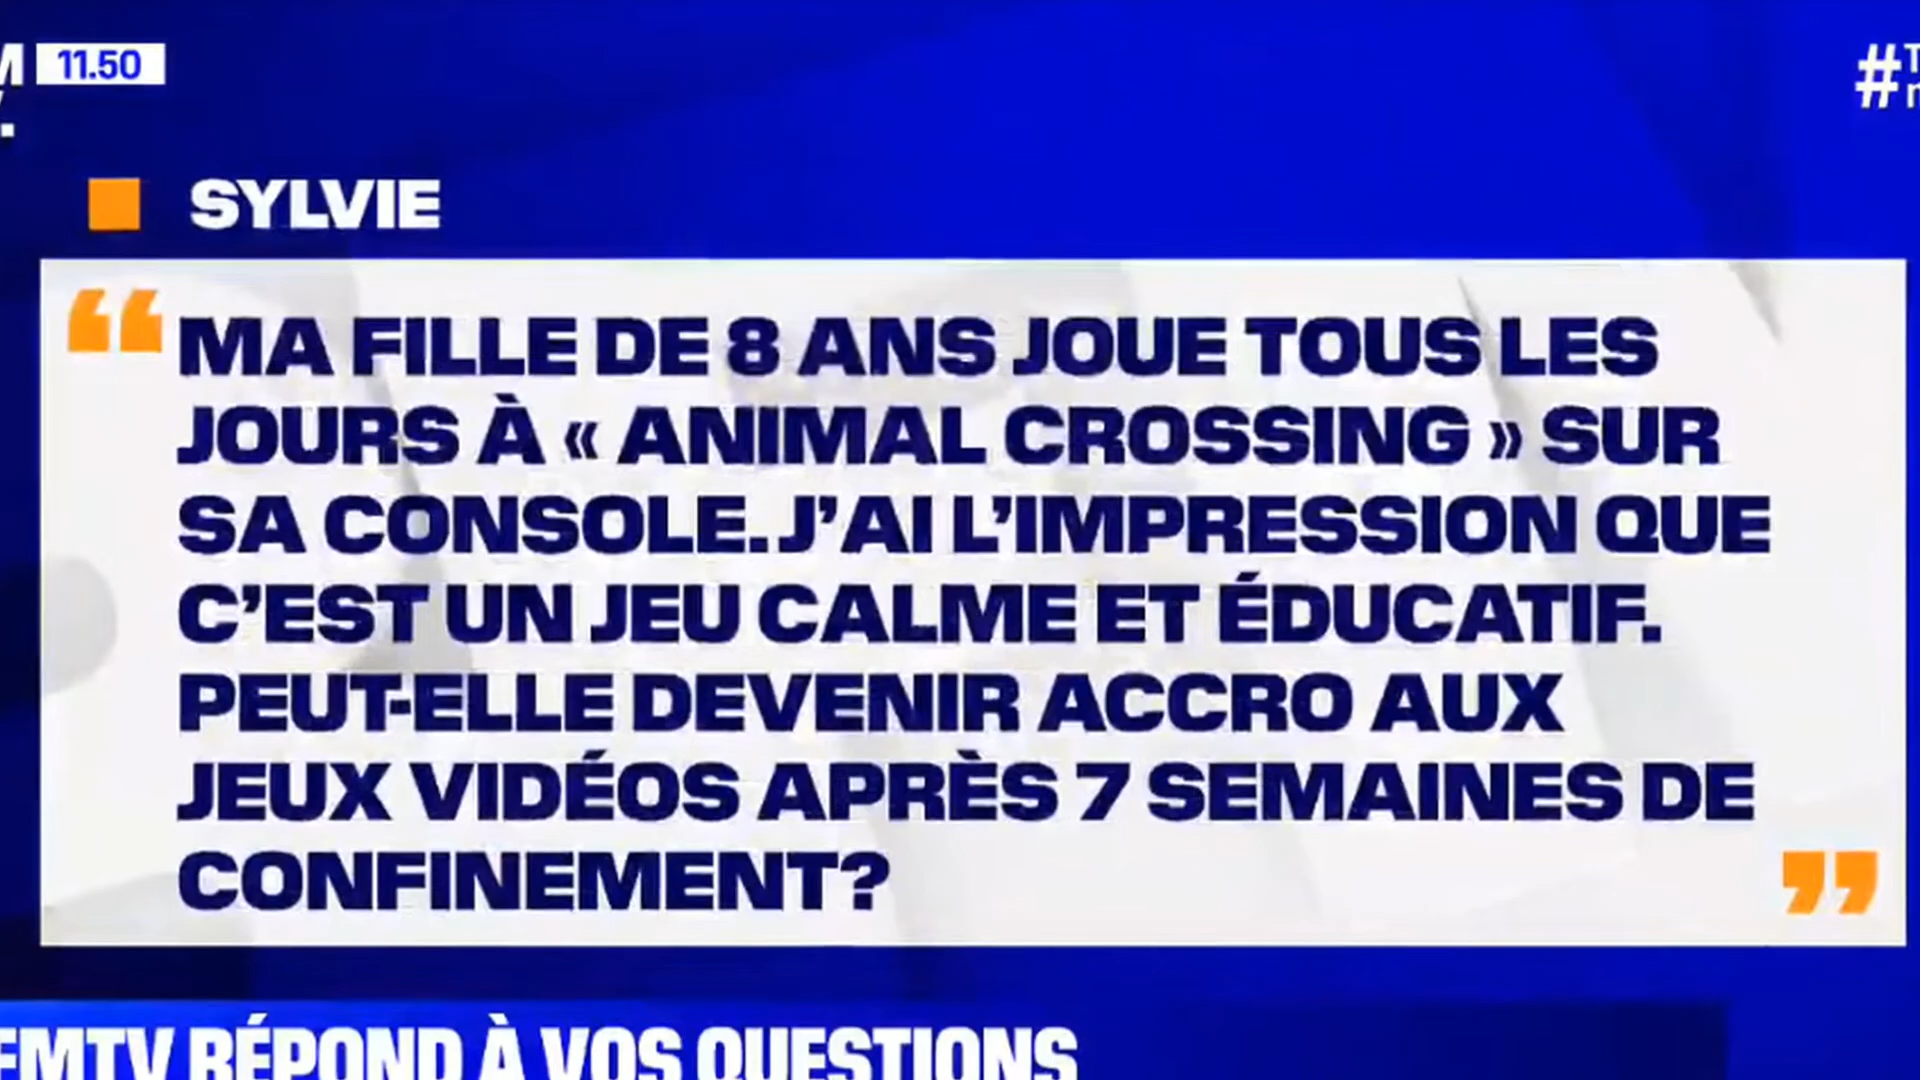 11.50
SYLVIE
“MA FILLE DE 8 ANS JOUE TOUS LES
JOURS À « ANIMAL CROSSING » SUR
SA CONSOLE. J’AI L’IMPRESSION QUE
C’EST UN JEU CALME ET ÉDUCATIF.
PEUT-ELLE DEVENIR ACCRO AUX
JEUX VIDÉOS APRÈS 7 SEMAINES DE
CONFINEMENT? ”
RÉPOND À VOS QUESTIONS